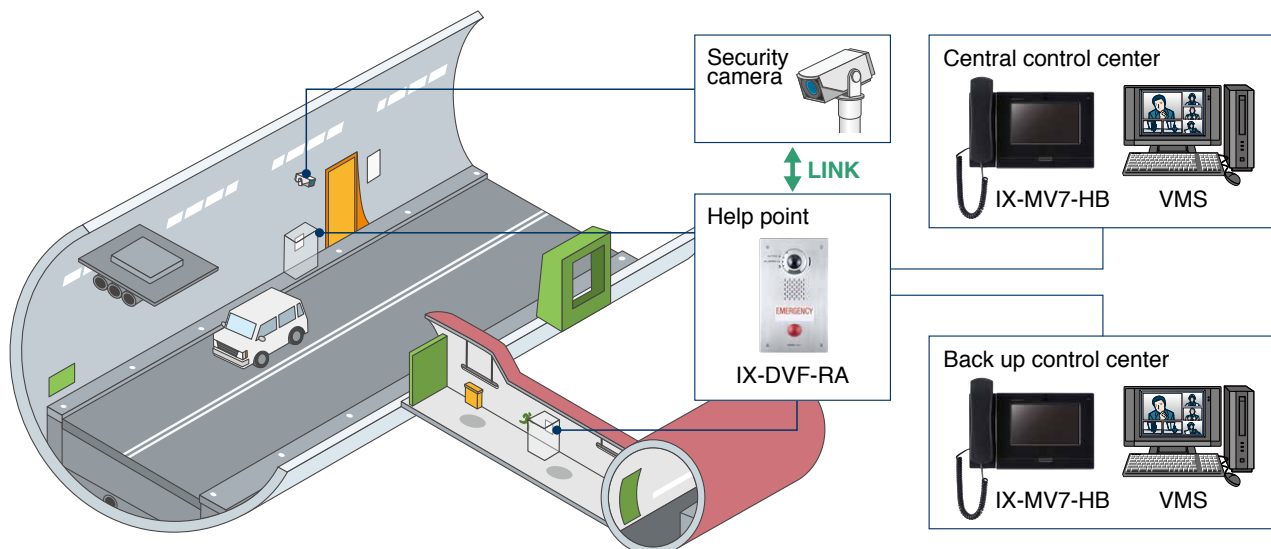 Security
camera
LINK
Help point
EMERGENCY
IX-DVF-RA
Central control center
IX-MV7-HB
VMS
Back up control center
IX-MV7-HB
VMS